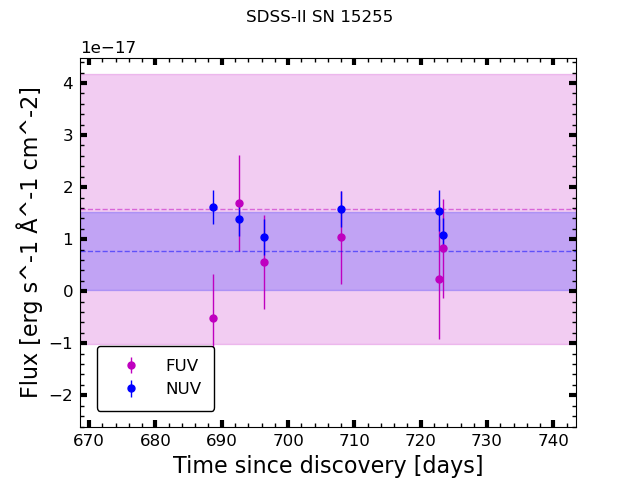 SDSS-II SN 15255
1e−17
4
3
2
1
0
−1
−2
Flux [erg s^-1 Å^-1 cm^-2]
FUV
NUV
670 680 690 700 710 720 730 740
Time since discovery [days]